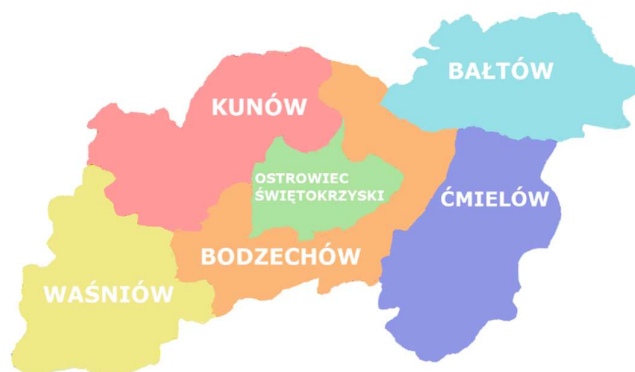 BAŁTÓW
KUNÓW
OSTROWIEC
ŚWIĘTOKRZYSKI
ĆMIELÓW
BODZECHÓW
WAŚNIÓW